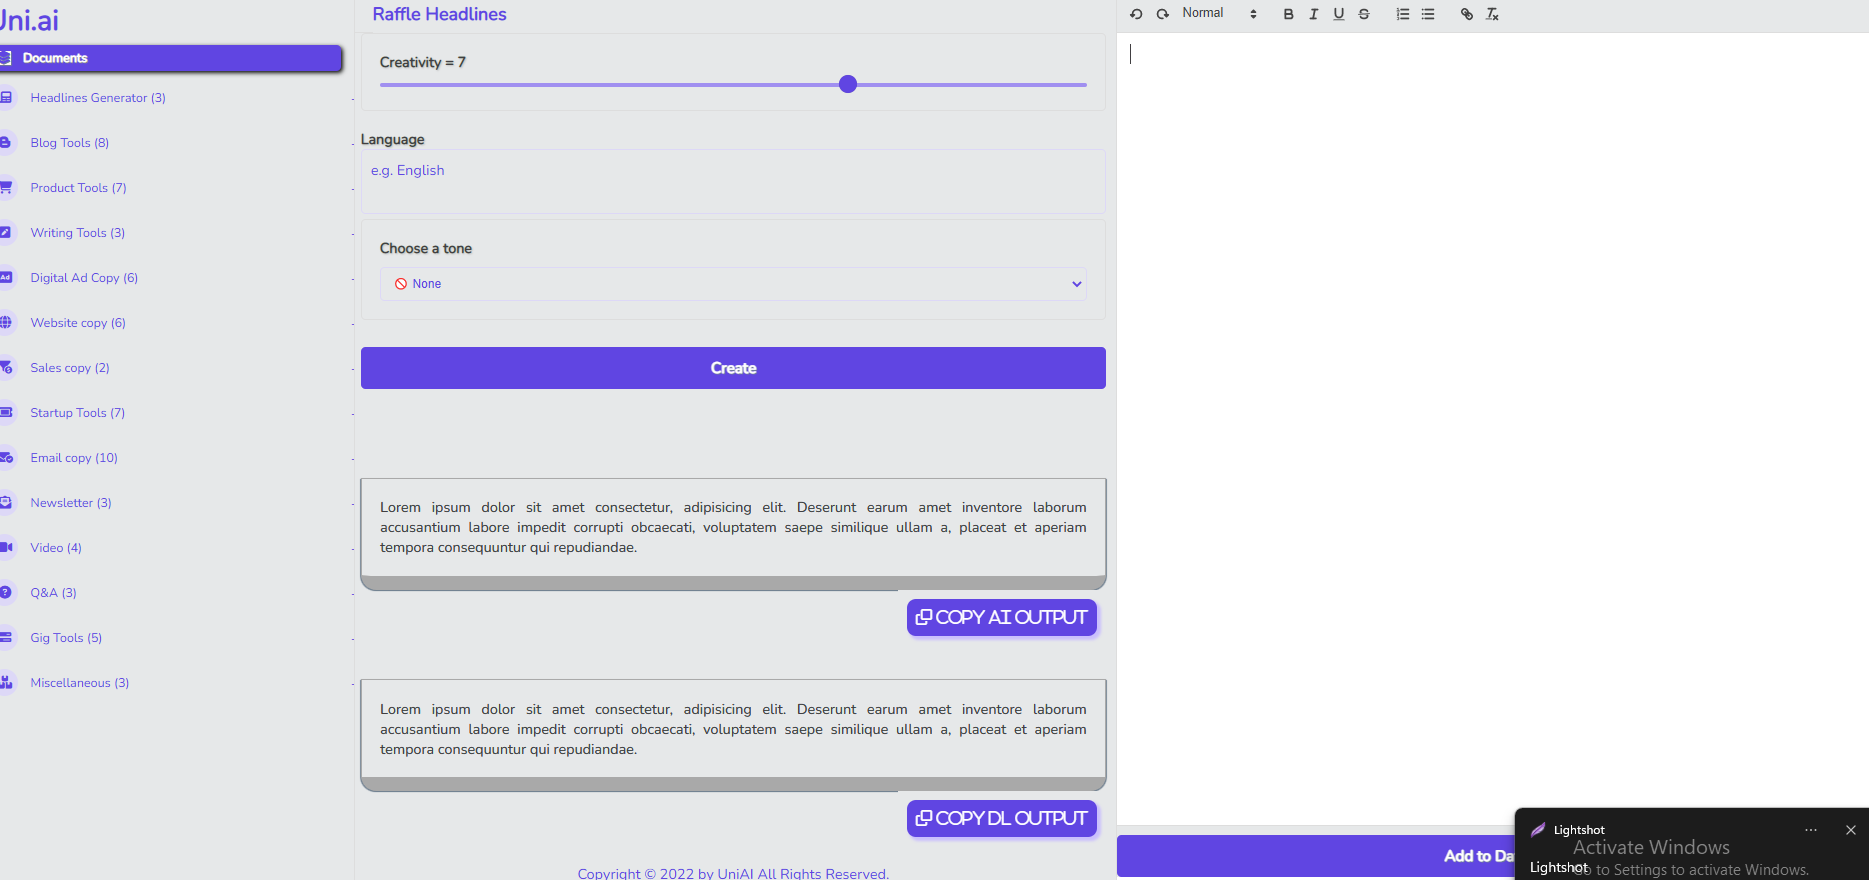 Uni.ai
Documents
Headlines Generator (3)
Blog Tools (8)
Product Tools (7)
Writing Tools (3)
Ad
Digital Ad Copy (6)
Website copy (6)
Sales copy (2)
Startup Tools (7)
Email copy (10)
Newsletter (3)
Video (4)
Q&A (3)
Gig Tools (5)
Miscellaneous (3)
Raffle Headlines
Creativity = 7
Language
e.g. English
Choose a tone
None
Create
Lorem ipsum dolor sit amet consectetur, adipisicing elit. Deserunt earum amet inventore laborum
accusantium labore impedit corrupti obcaecati, voluptatem saepe similique ullam a, placeat et aperiam
tempora consequuntur qui repudiandae.
COPY AI OUTPUT
Lorem ipsum dolor sit amet consectetur, adipisicing elit. Deserunt earum amet inventore laborum
accusantium labore impedit corrupti obcaecati, voluptatem saepe similique ullam a, placeat et aperiam
tempora consequuntur qui repudiandae.
COPY DL OUTPUT
Copyright © 2022 by UniAI All Rights Reserved.
Normal
B I U S
Add to Da
Lightshot
Activate Windows
Lightshot
to Settings to activate Windows.